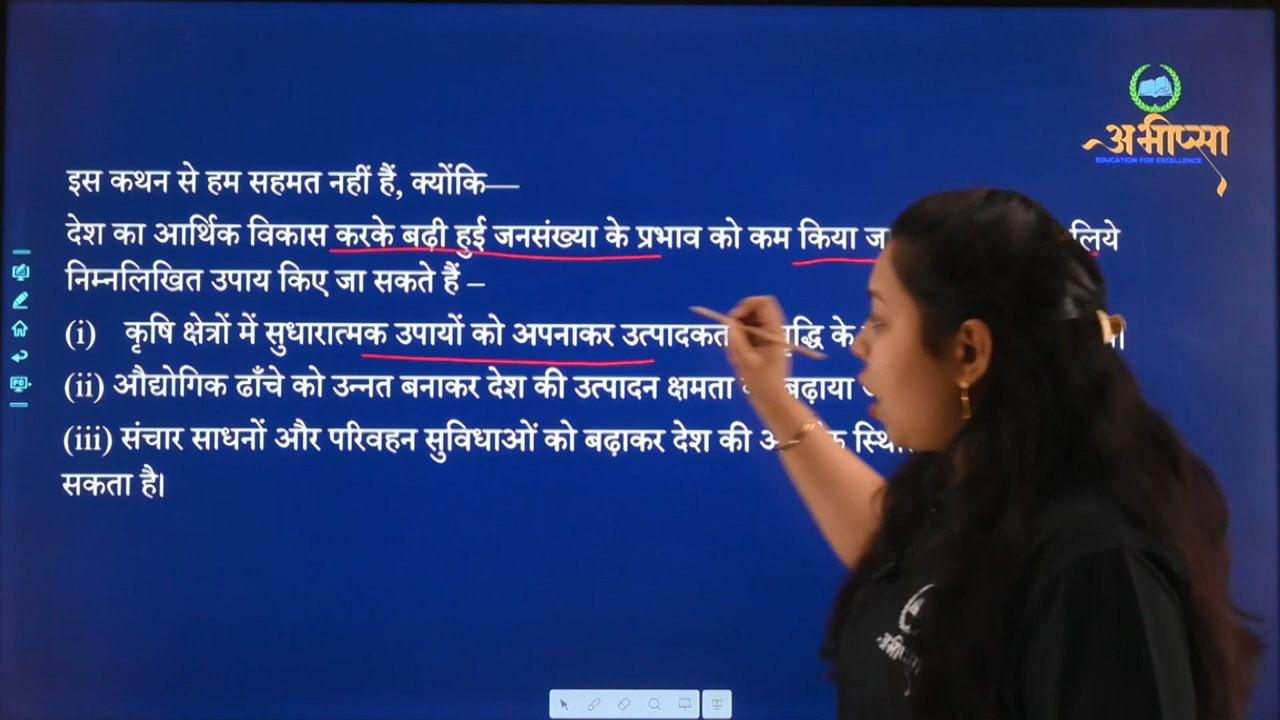 अभीप्सा
EDUCATION FOR EXCELLENCE
इस कथन से हम सहमत नहीं हैं, क्योंकि—
देश का आर्थिक विकास करके बढ़ी हुई जनसंख्या के प्रभाव को कम किया लिये
निम्नलिखित उपाय किए जा सकते हैं –
(i) कृषि क्षेत्रों में सुधारात्मक उपायों को अपनाकर के
(ii) औद्योगिक ढाँचे को उन्नत बनाकर देश की उत्पादन क्षमता बढ़ाया
(iii) संचार साधनों और परिवहन सुविधाओं को बढ़ाकर देश की
सकता है।
PC
अभीप्सा